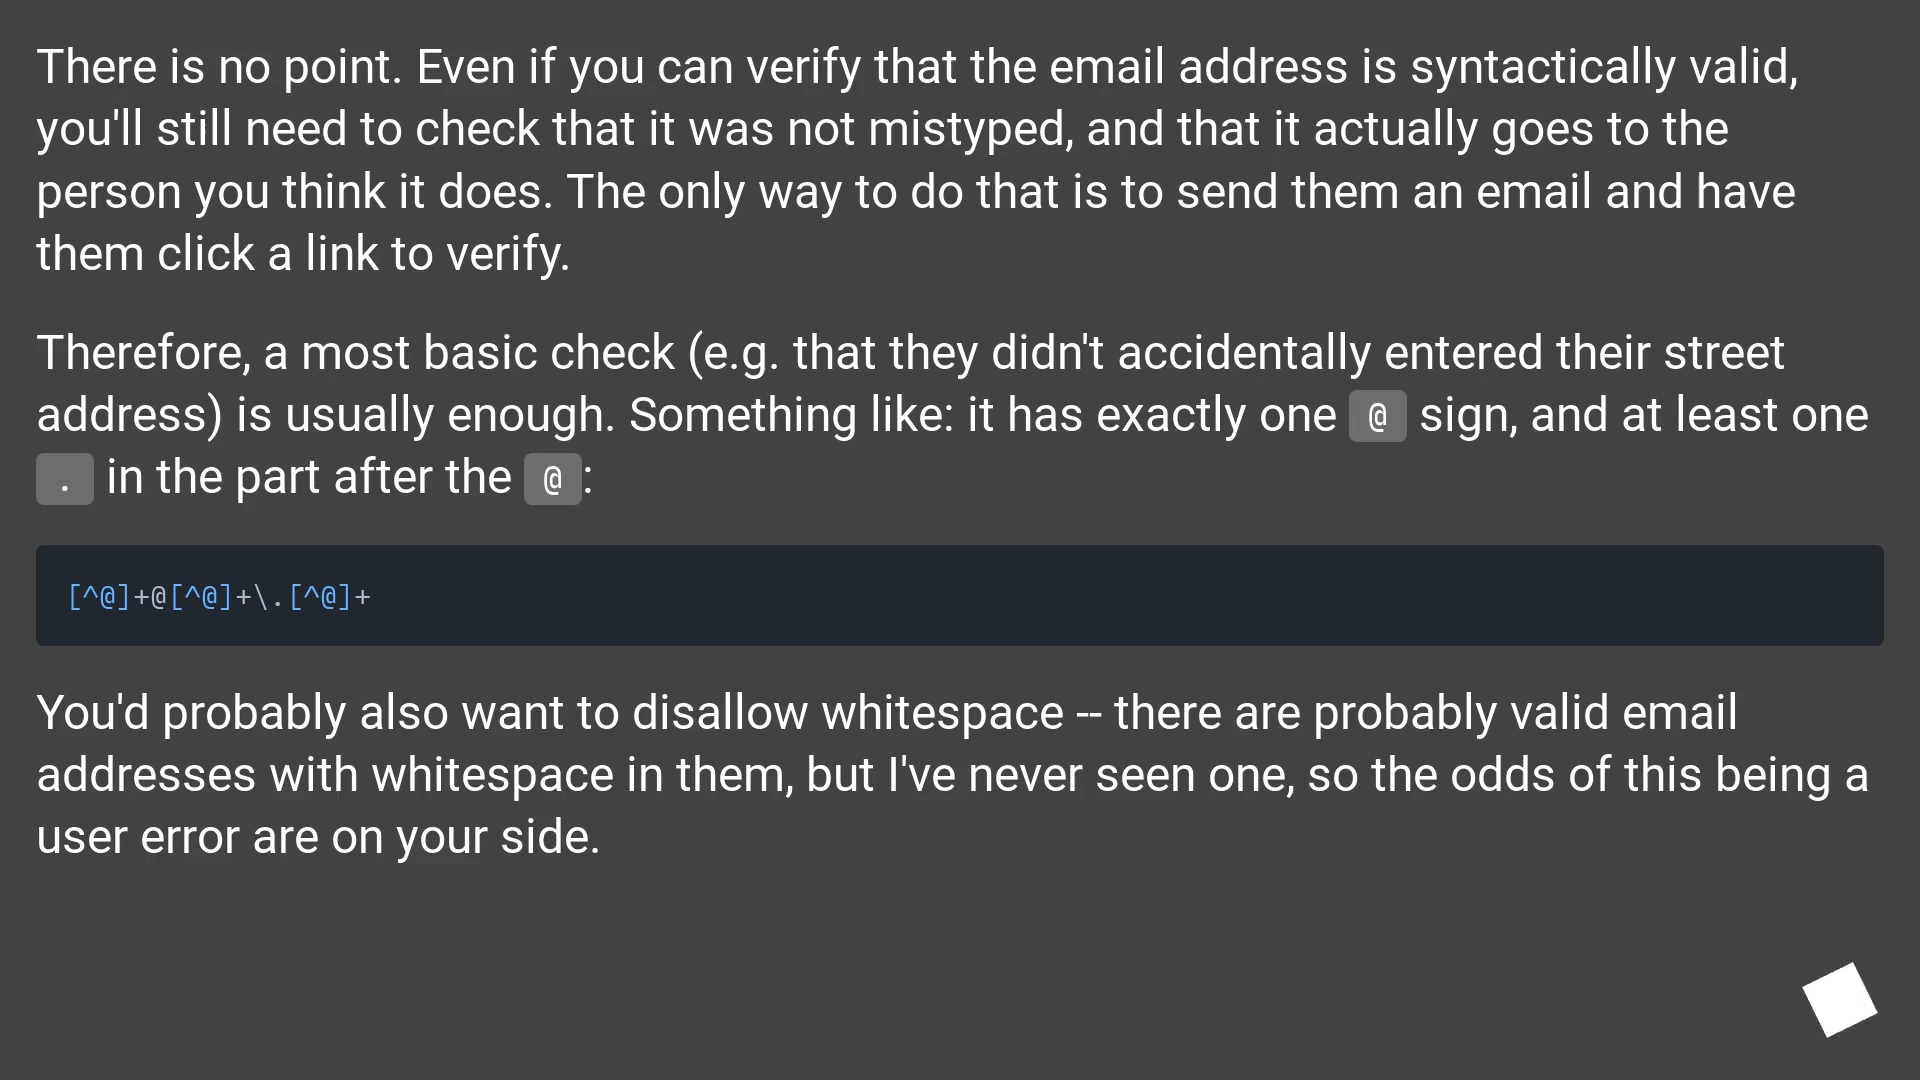 There is no point. Even if you can verify that the email address is syntactically valid,
you'll still need to check that it was not mistyped, and that it actually goes to the
person you think it does. The only way to do that is to send them an email and have
them click a link to verify.
Therefore, a most basic check (e.g. that they didn't accidentally entered their street
address) is usually enough. Something like: it has exactly one @ sign, and at least one
. in the part after the @:
[^@]+@[^@]+\.[^@]+
You'd probably also want to disallow whitespace -- there are probably valid email
addresses with whitespace in them, but I've never seen one, so the odds of this being a
user error are on your side.